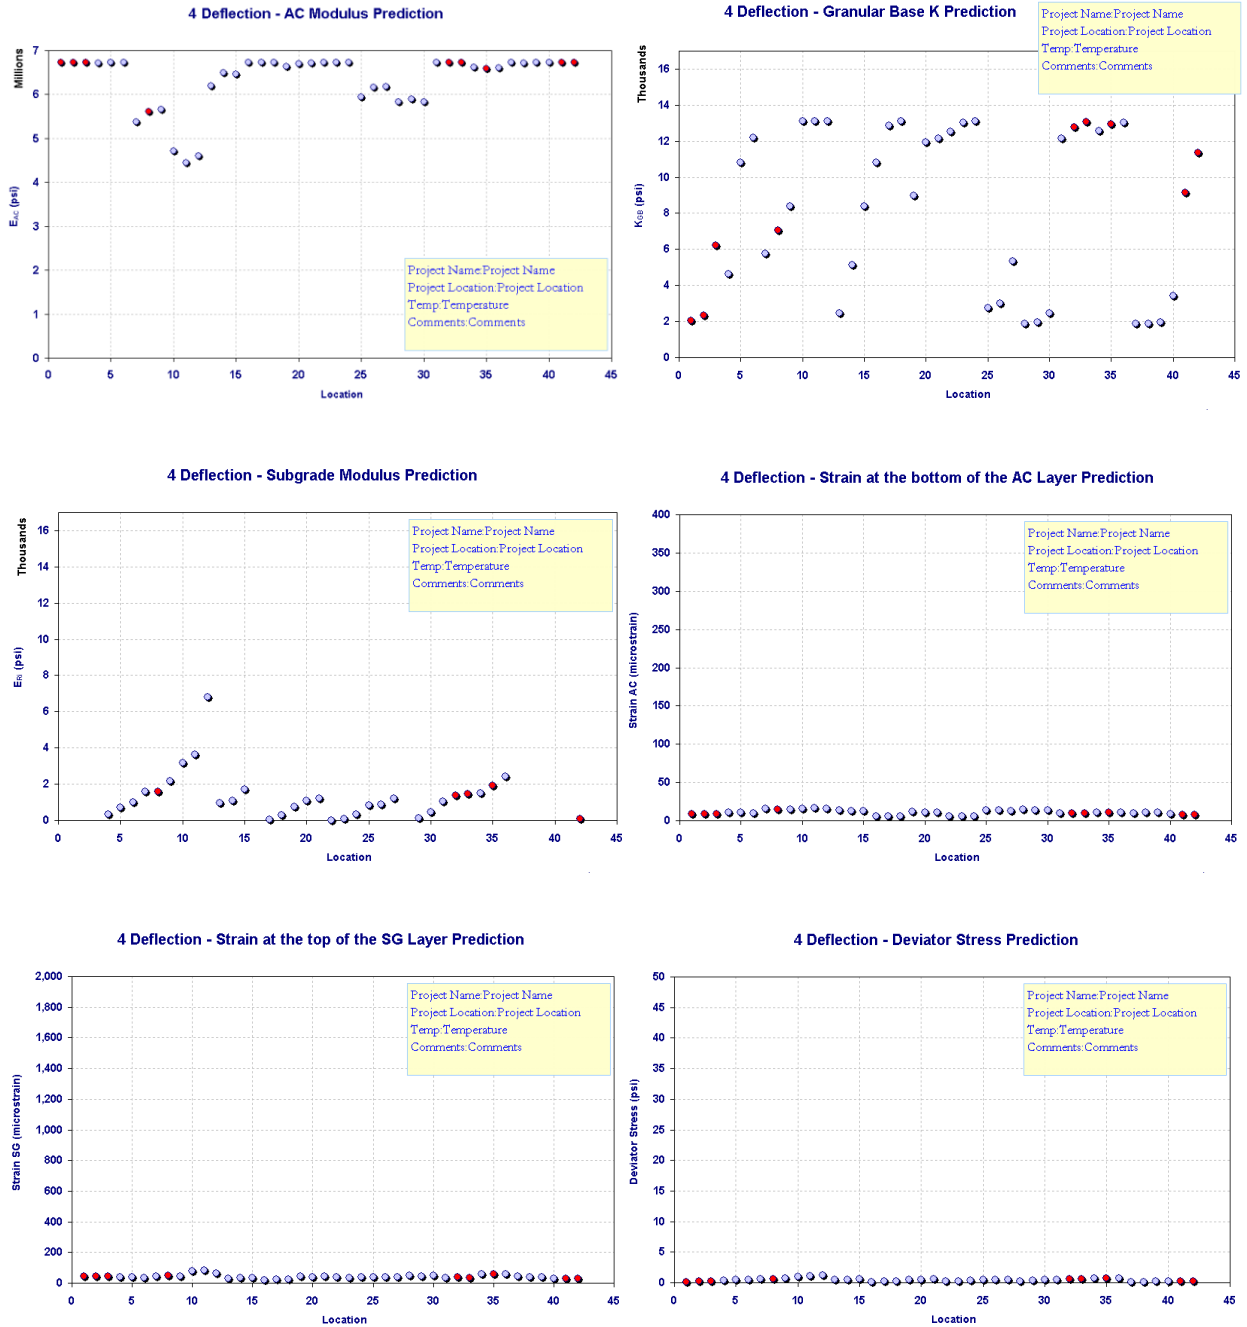 4 Deflection - AC Modulus Prediction
Millions
EAC (psi)
7
6
5
4
3
2
1
0
Project Name:Project Name
Project Location:Project Location
Temp:Temperature
Comments:Comments
0 5 10 15 20 25 30 35 40 45
Location
4 Deflection - Granular Base K Prediction
Thousands
KGB (psi)
16
14
12
10
8
6
4
2
0
Project Name:Project Name
Project Location:Project Location
Temp:Temperature
Comments:Comments
0 5 10 15 20 25 30 35 40 45
Location
4 Deflection - Subgrade Modulus Prediction
Thousands
ERi (psi)
16
14
12
10
8
6
4
2
0
Project Name:Project Name
Project Location:Project Location
Temp:Temperature
Comments:Comments
0 5 10 15 20 25 30 35 40 45
Location
4 Deflection - Strain at the bottom of the AC Layer Prediction
Strain AC (microstrain)
400
350
300
250
200
150
100
50
0
Project Name:Project Name
Project Location:Project Location
Temp:Temperature
Comments:Comments
0 5 10 15 20 25 30 35 40 45
Location
4 Deflection - Strain at the top of the SG Layer Prediction
Strain SG (microstrain)
2,000
1,800
1,600
1,400
1,200
1,000
800
600
400
200
0
Project Name:Project Name
Project Location:Project Location
Temp:Temperature
Comments:Comments
0 5 10 15 20 25 30 35 40 45
Location
4 Deflection - Deviator Stress Prediction
Deviator Stress (psi)
50
45
40
35
30
25
20
15
10
5
0
Project Name:Project Name
Project Location:Project Location
Temp:Temperature
Comments:Comments
0 5 10 15 20 25 30 35 40 45
Location